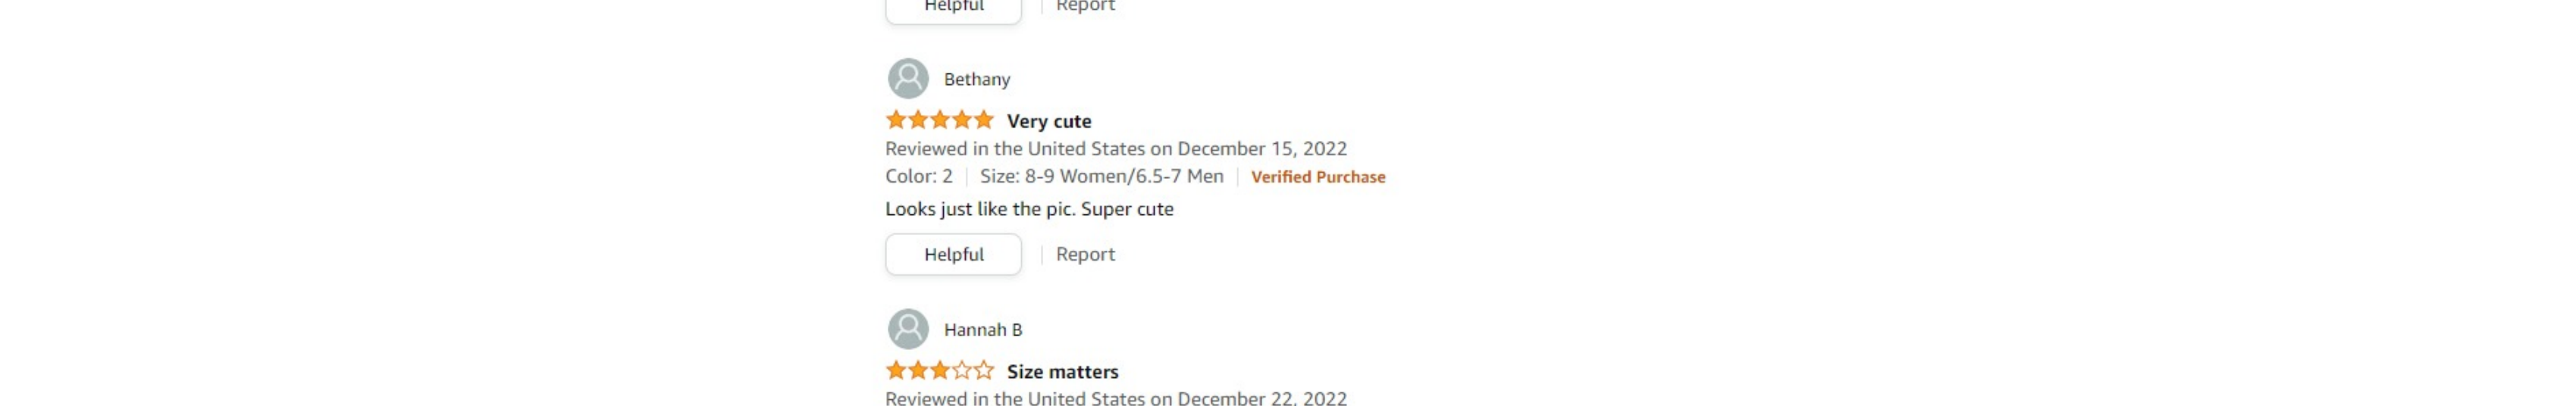 Helpful | Report
Bethany
Very cute
Reviewed in the United States on December 15, 2022
Color: 2 | Size: 8-9 Women/6.5-7 Men | Verified Purchase
Looks just like the pic. Super cute
Helpful | Report
Hannah B
Size matters
Reviewed in the United States on December 22, 2022